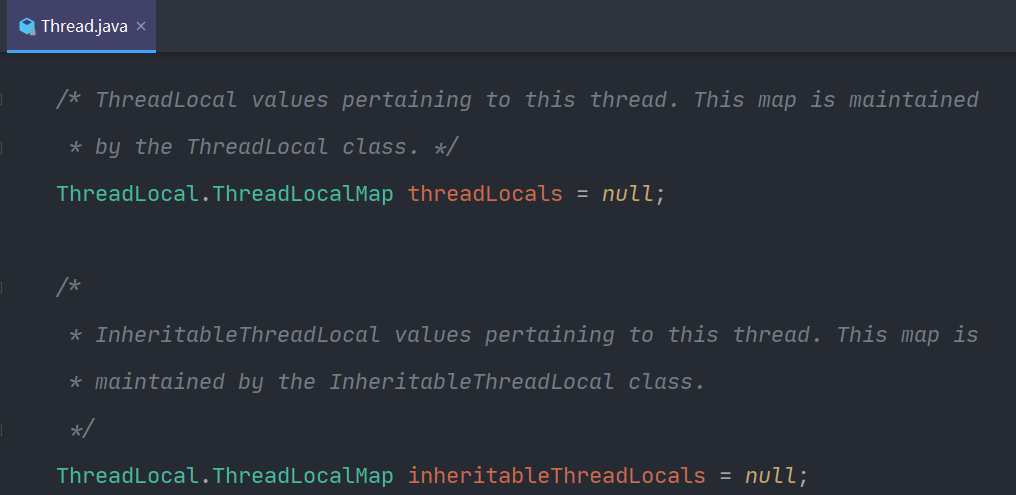 Thread.java ×
/* ThreadLocal values pertaining to this thread. This map is maintained
* by the ThreadLocal class. */
ThreadLocal.ThreadLocalMap threadLocals = null;
/*
* InheritableThreadLocal values pertaining to this thread. This map is
* maintained by the InheritableThreadLocal class.
*/
ThreadLocal.ThreadLocalMap inheritableThreadLocals = null;